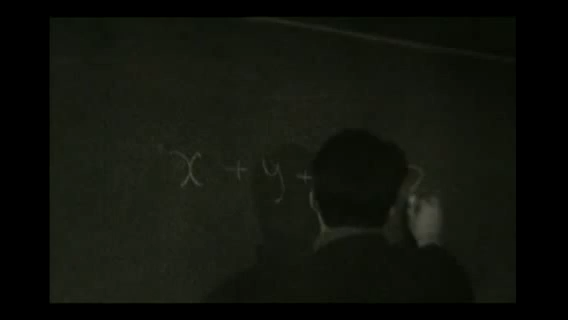 x + y +